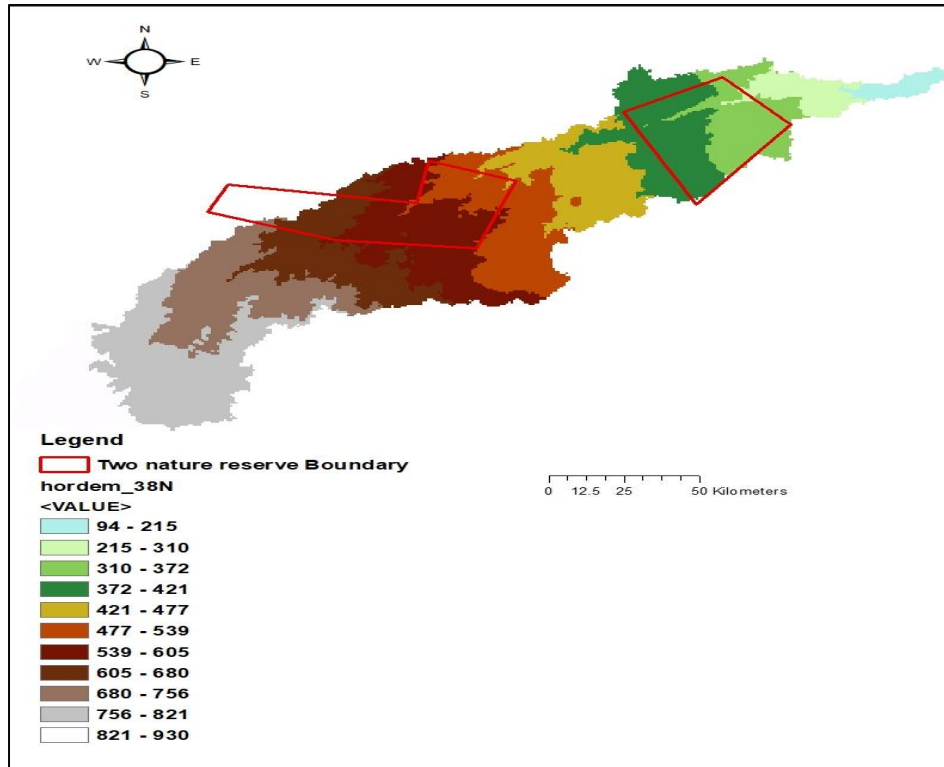 N
W E
S
Legend
Two nature reserve Boundary
hordem_38N
<VALUE>
94 - 215
215 - 310
310 - 372
372 - 421
421 - 477
477 - 539
539 - 605
605 - 680
680 - 756
756 - 821
821 - 930
0 12.5 25 50 Kilometers